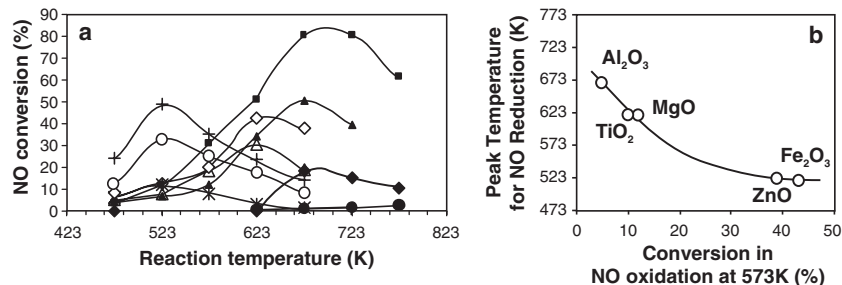 a
NO conversion (%)
90
80
70
60
50
40
30
20
10
0
423 523 623 723 823
Reaction temperature (K)
b
Peak Temperature
for NO Reduction (K)
773
723
673
623
573
523
473
Al₂O₃
MgO
TiO₂
Fe₂O₃
ZnO
0 10 20 30 40 50
Conversion in
NO oxidation at 573K (%)